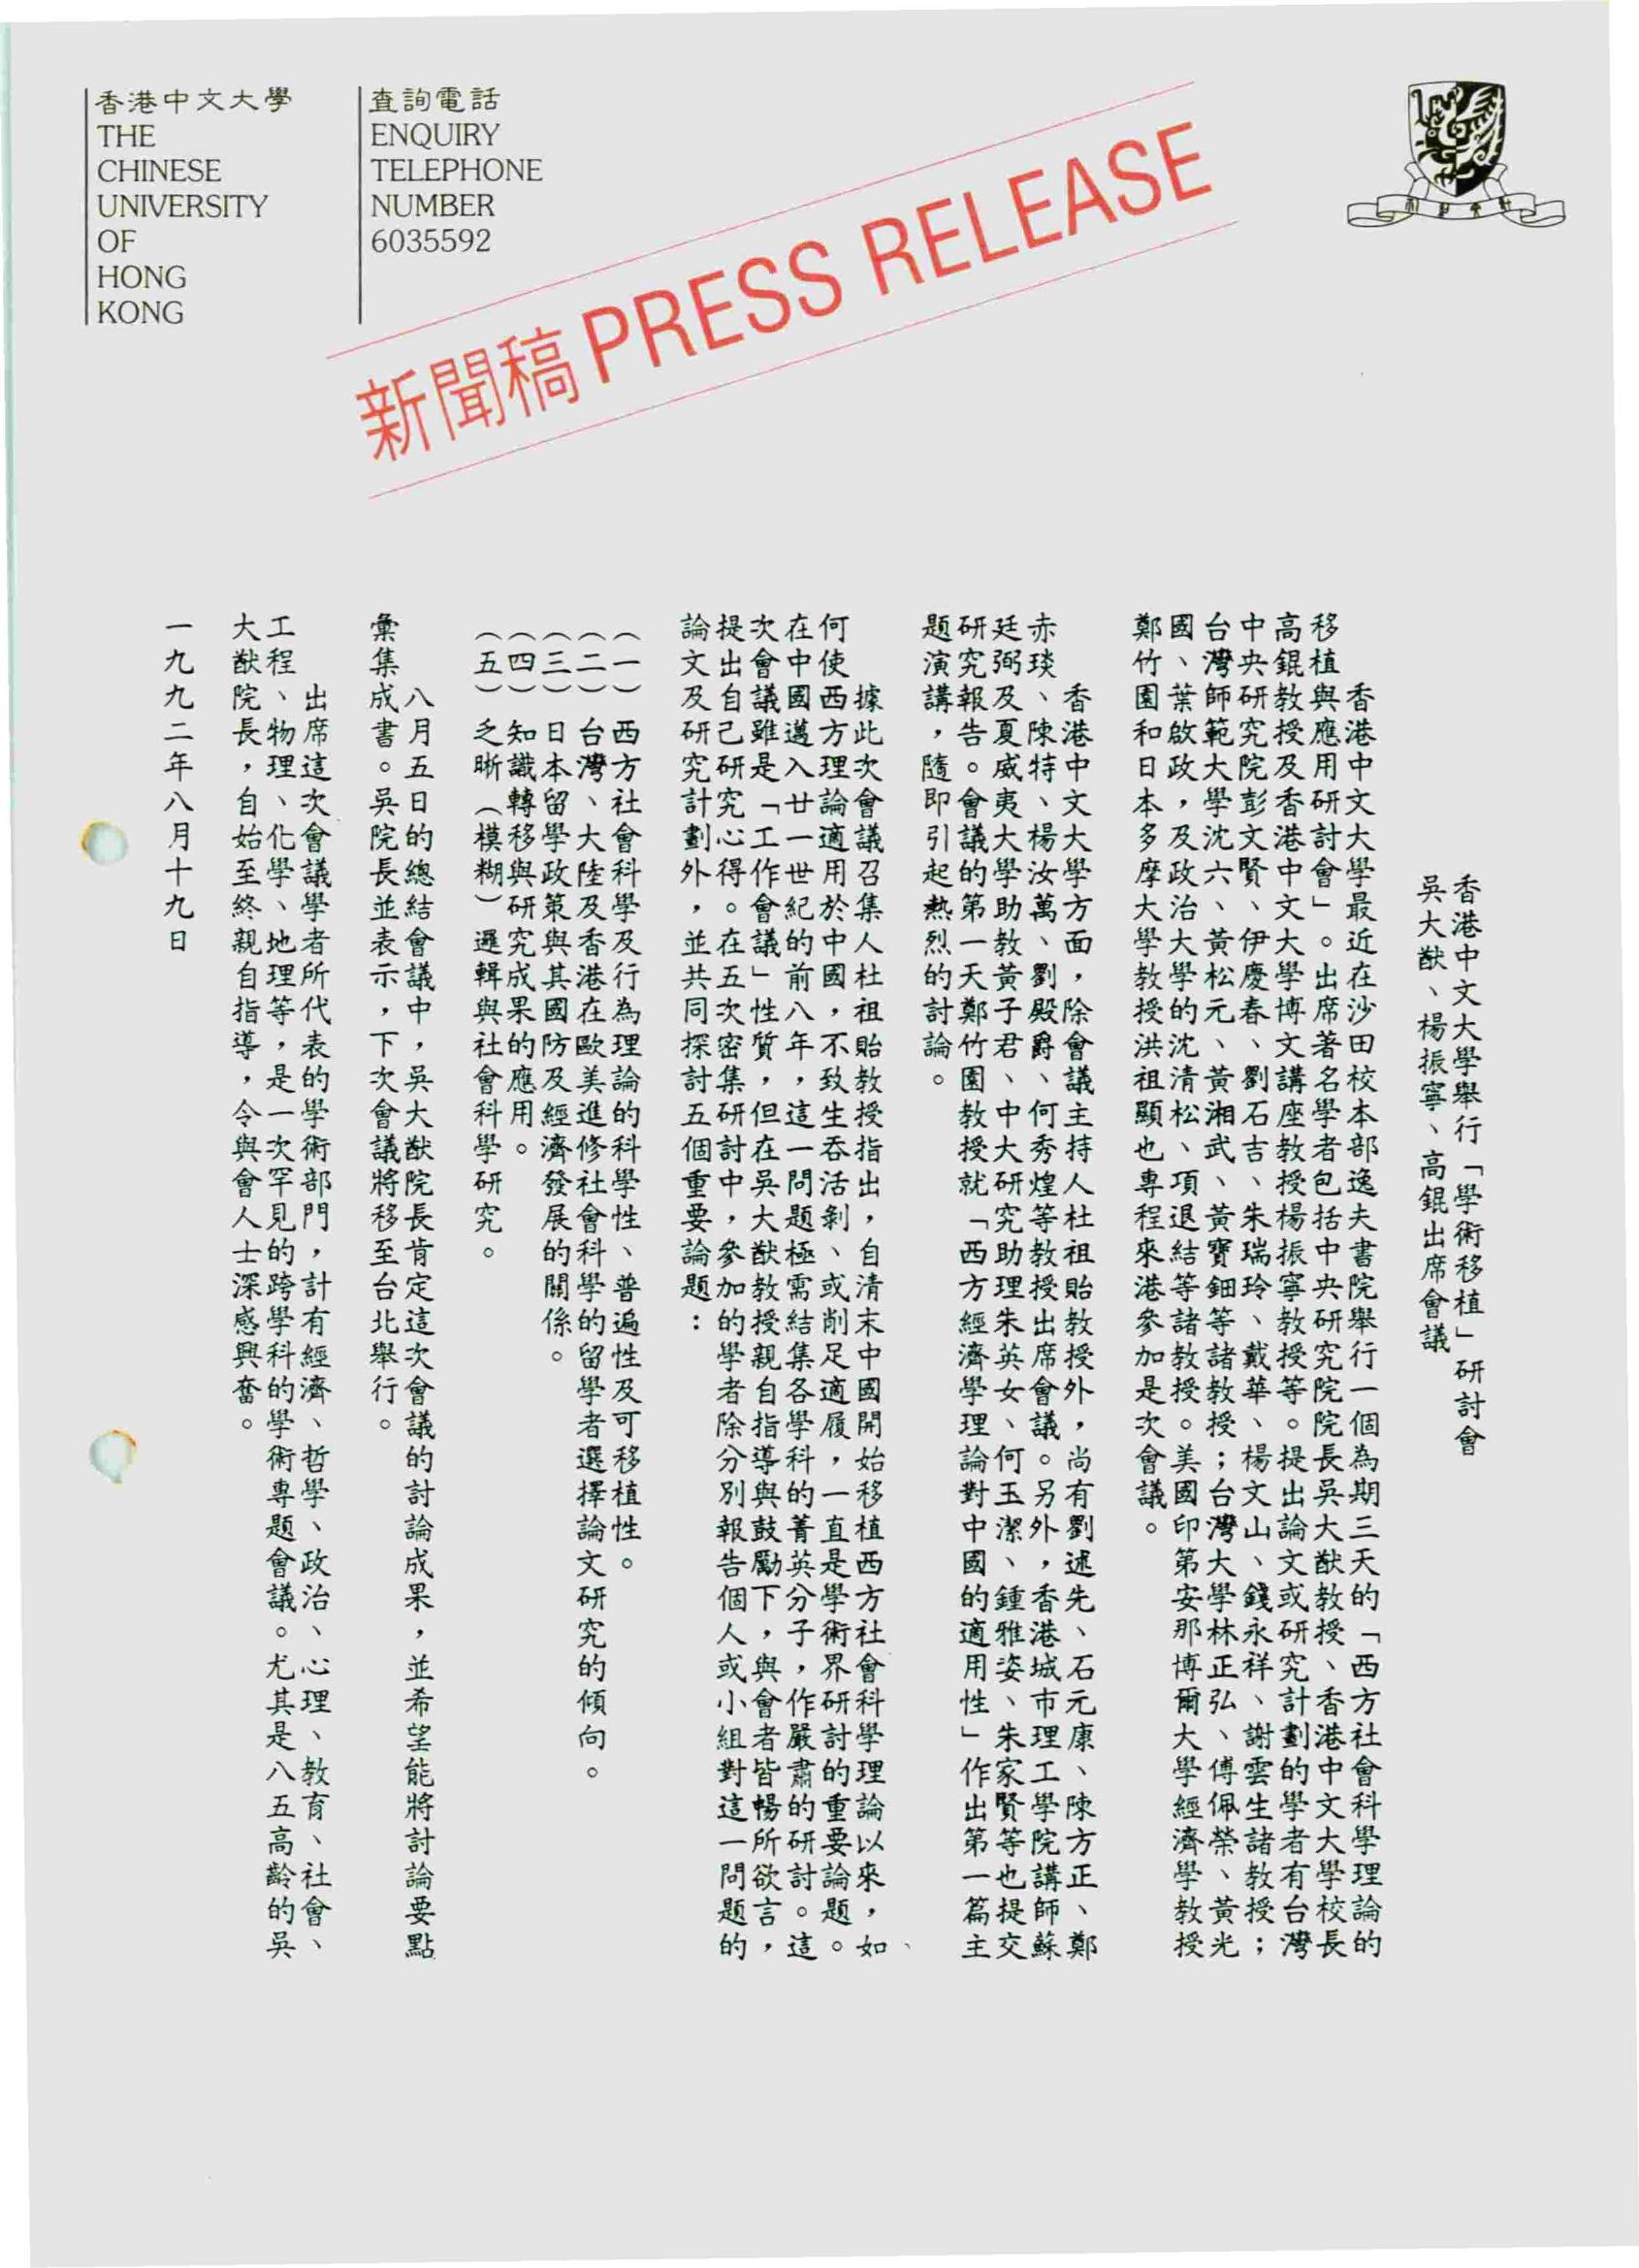 香港中文大學
THE
CHINESE
UNIVERSITY
OF
HONG
KONG
查詢電話
ENQUIRY
TELEPHONE
NUMBER
6035592
新聞稿 PRESS RELEASE
香港中文大學舉行「學術移植」研討會
吳大猷、楊振寧、高錕出席會議
香港中文大學最近在沙田校本部逸夫書院舉行一個為期三天的「西方社會科學理論的
移植與應用研討會」。出席著名學者包括中央研究院院長吳大猷教授、香港中文大學校長
高錕教授及香港中文大學博文講座教授楊振寧教授等。提出論文或研究計劃的學者有台灣
中央研究院彭文賢、伊慶春、劉石吉、朱瑞玲、戴華、楊文山、錢永祥、謝雲生諸教授；
台灣師範大學沈六、黃松元、黃湘武、黃寶鈿等諸教授；台灣大學林正弘、傅佩榮、黃光
國、葉啟政，及政治大學的沈清松、項退結等諸教授。美國印第安那博爾大學經濟學教授
鄭竹園和日本多摩大學教授洪祖顯也專程來港參加是次會議。
香港中文大學方面，除會議主持人杜祖貽教授外，尚有劉述先、石元康、陳方正、鄭
赤琰、陳特、楊汝萬、劉殿爵、何秀煌等教授出席會議。另外，香港城市理工學院講師蘇
廷弼及夏威夷大學助教黃子君、中大研究助理朱英女、何玉潔、鍾雅姿、朱家賢等也提交
研究報告。會議的第一天鄭竹園教授就「西方經濟學理論對中國的適用性」作出第一篇主
題演講，隨即引起熱烈的討論。
據此次會議召集人杜祖貽教授指出，自清末中國開始移植西方社會科學理論以來，如
何使西方理論適用於中國，不致生吞活剝、或削足適履，一直是學術界研討的重要論題。
在中國邁入廿一世紀的前八年，這一問題極需結集各學科的菁英分子，作嚴肅的研討。這
次會議雖是「工作會議」性質，但在吳大猷教授親自指導與鼓勵下，與會者皆暢所欲言，
提出自己研究心得。在五次密集研討中，參加的學者除分別報告個人或小組對這一問題的
論文及研究計劃外，並共同探討五個重要論題：
（一）西方社會科學及行為理論的科學性、普遍性及可移植性。
（二）台灣、大陸及香港在歐美進修社會科學的留學者選擇論文研究的傾向。
（三）日本留學政策與其國防及經濟發展的關係。
（四）知識轉移與研究成果的應用。
（五）之晰（模糊）邏輯與社會科學研究。
八月五日的總結會議中，吳大猷院長肯定這次會議的討論成果，並希望能將討論要點
彙集成書。吳院長並表示，下次會議將移至台北舉行。
出席這次會議學者所代表的學術部門，計有經濟、哲學、政治、心理、教育、社會、
工程、物理、化學、地理等，是一次罕見的跨學科的學術專題會議。尤其是八五高齡的吳
大猷院長，自始至終親自指導，令與會人士深感興奮。
一九九二年八月十九日